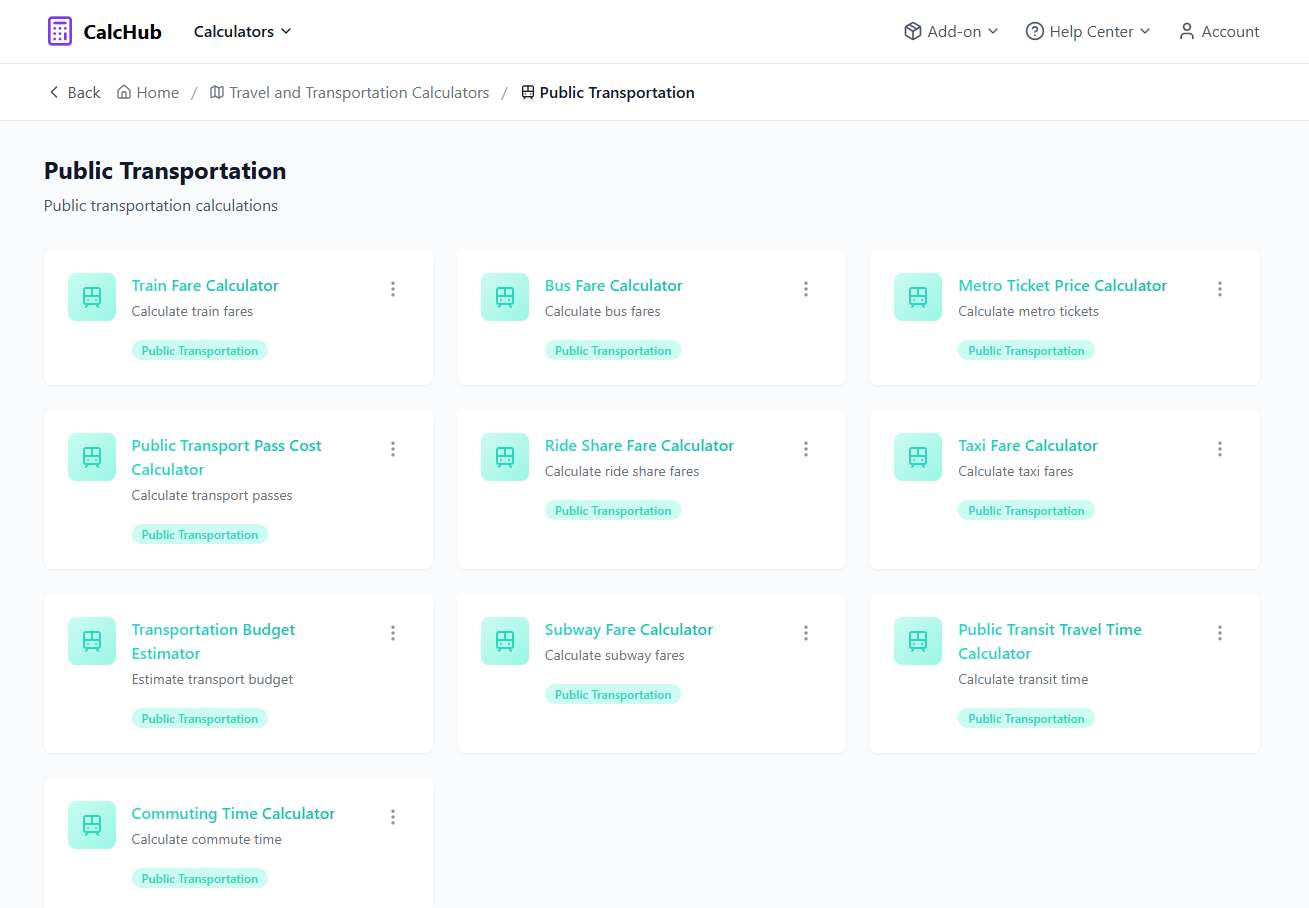 CalcHub
Calculators
Add-on
Help Center
Account
Back
Home / Travel and Transportation Calculators / Public Transportation
Public Transportation
Public transportation calculations
Train Fare Calculator
Calculate train fares
Public Transportation
Bus Fare Calculator
Calculate bus fares
Public Transportation
Metro Ticket Price Calculator
Calculate metro tickets
Public Transportation
Public Transport Pass Cost
Calculator
Calculate transport passes
Public Transportation
Ride Share Fare Calculator
Calculate ride share fares
Public Transportation
Taxi Fare Calculator
Calculate taxi fares
Public Transportation
Transportation Budget
Estimator
Estimate transport budget
Public Transportation
Subway Fare Calculator
Calculate subway fares
Public Transportation
Public Transit Travel Time
Calculator
Calculate transit time
Public Transportation
Commuting Time Calculator
Calculate commute time
Public Transportation